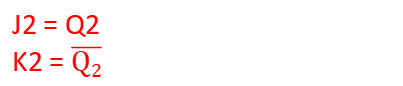 J2 = Q2
K2 = Q̅₂